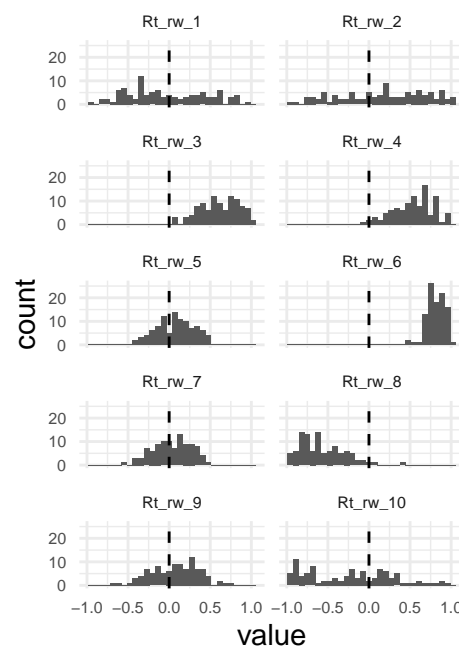 Rt_rw_1 Rt_rw_2
20
10
0
Rt_rw_3 Rt_rw_4
20
10
0
Rt_rw_5 Rt_rw_6
20
10
0
Rt_rw_7 Rt_rw_8
20
10
0
Rt_rw_9 Rt_rw_10
20
10
0
−1.0 −0.5 0.0 0.5 1.0 −1.0 −0.5 0.0 0.5 1.0
value
count